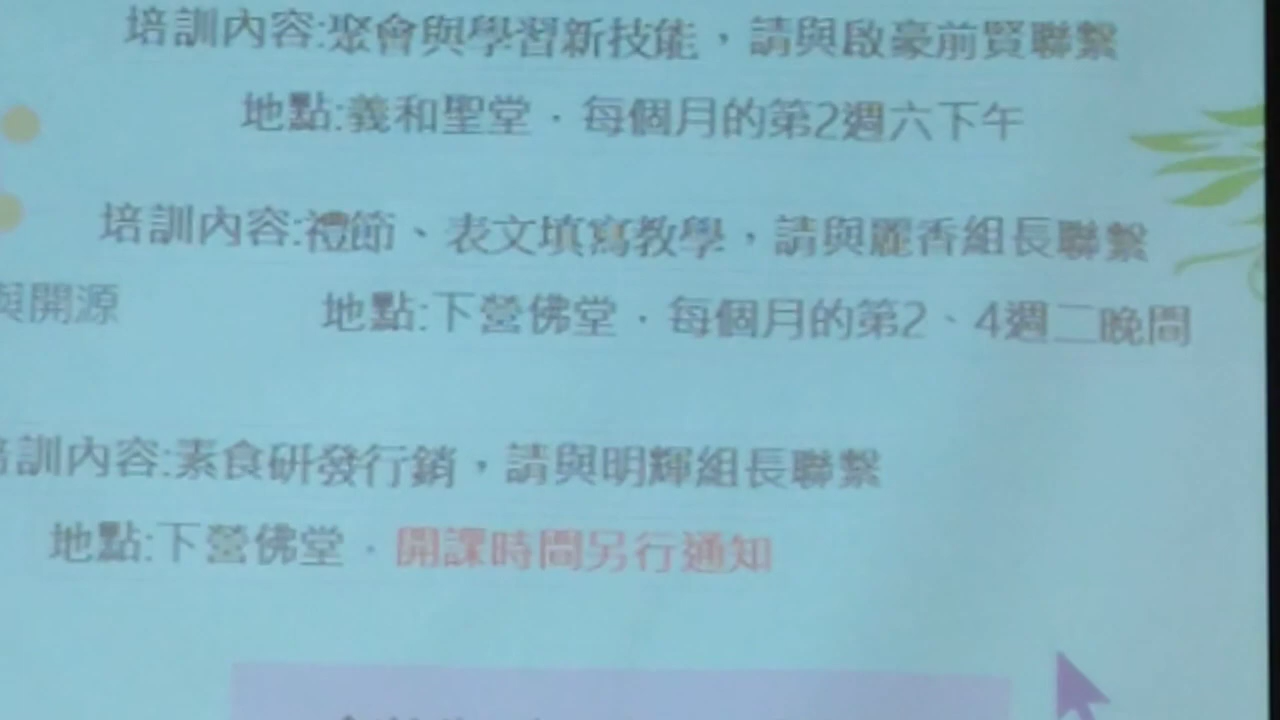 培訓內容:聚會與學習新技能，請與啟豪前賢聯繫
地點:義和聖堂．每個月的第2週六下午
培訓內容:禮節、表文填寫教學，請與麗香組長聯繫
與開源
地點:下營佛堂．每個月的第2、4週二晚間
培訓內容:素食研發行銷，請與明輝組長聯繫
地點:下營佛堂．開課時間另行通知